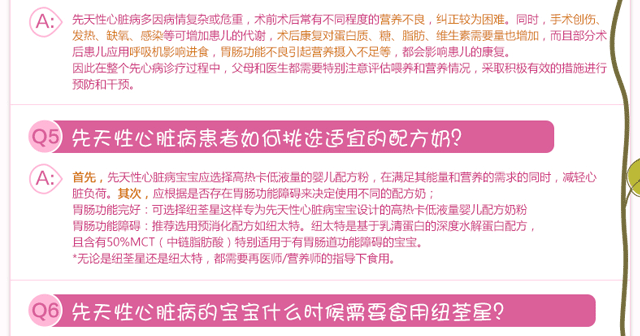 A:
先天性心脏病多因病情复杂或危重，术前术后常有不同程度的营养不良，纠正较为困难。同时，手术创伤、
发热、缺氧、感染等可增加患儿的代谢，术后康复对蛋白质、糖、脂肪、维生素需要量也增加，而且部分术
后患儿应用呼吸机影响进食，胃肠功能不良引起营养摄入不足等，都会影响患儿的康复。
因此在整个先心病诊疗过程中，父母和医生都需要特别注意评估喂养和营养情况，采取积极有效的措施进行
预防和干预。
Q5 先天性心脏病患者如何挑选适宜的配方奶？
A:
首先，先天性心脏病宝宝应选择高热卡低液量的婴儿配方粉，在满足其能量和营养的需求的同时，减轻心
脏负荷。其次，应根据是否存在胃肠功能障碍来决定使用不同的配方奶；
胃肠功能完好：可选择纽荃星这样专为先天性心脏病宝宝设计的高热卡低液量婴儿配方奶粉
胃肠功能障碍：推荐选用预消化配方如纽太特。纽太特是基于乳清蛋白的深度水解蛋白配方，
且含有50%MCT（中链脂肪酸）特别适用于有胃肠道功能障碍的宝宝。
*无论是纽荃星还是纽太特，都需要再医师/营养师的指导下食用。
Q6 先天性心脏病的宝宝什么时候需要食用纽荃星？